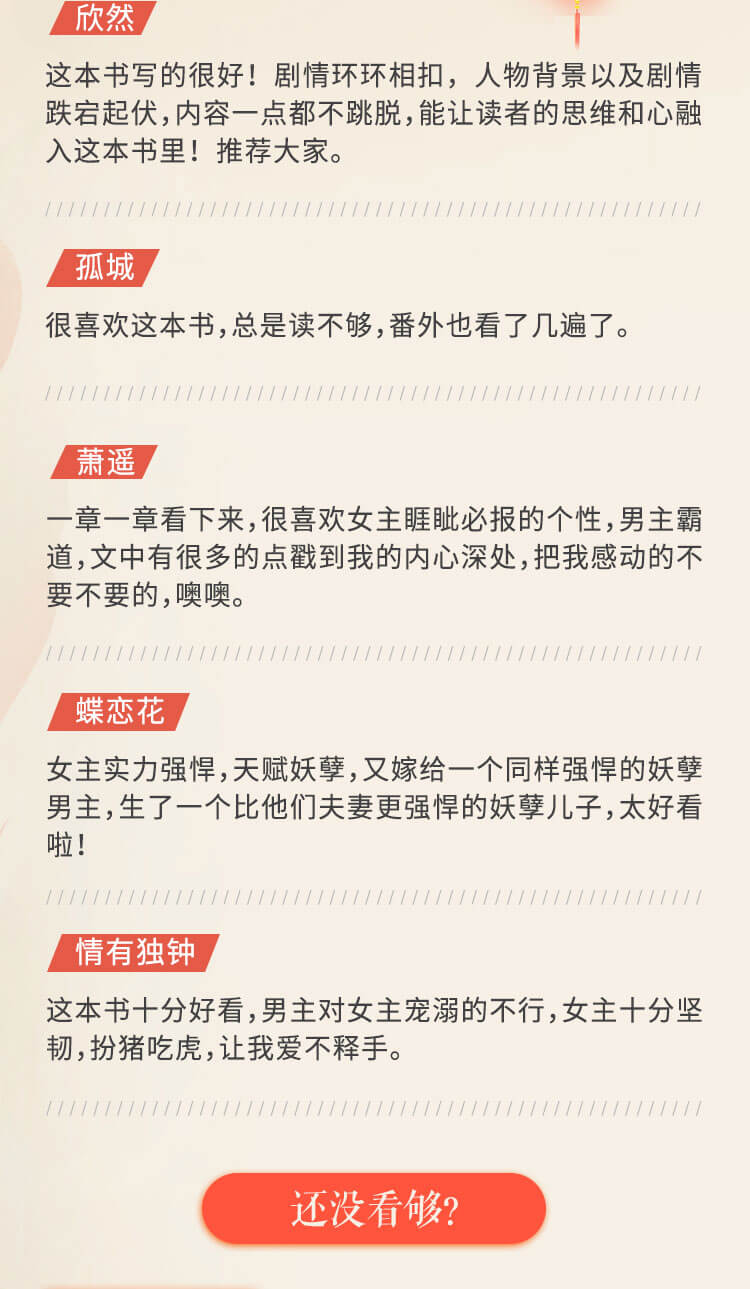 欣然
这本书写的很好！剧情环环相扣，人物背景以及剧情
跌宕起伏,内容一点都不跳脱,能让读者的思维和心融
入这本书里！推荐大家。
孤城
很喜欢这本书,总是读不够,番外也看了几遍了。
萧遥
一章一章看下来,很喜欢女主睚眦必报的个性,男主霸
道,文中有很多的点戳到我的内心深处,把我感动的不
要不要的,噢噢。
蝶恋花
女主实力强悍,天赋妖孽,又嫁给一个同样强悍的妖孽
男主,生了一个比他们夫妻更强悍的妖孽儿子,太好看
啦！
情有独钟
这本书十分好看,男主对女主宠溺的不行,女主十分坚
韧,扮猪吃虎,让我爱不释手。
还没看够?